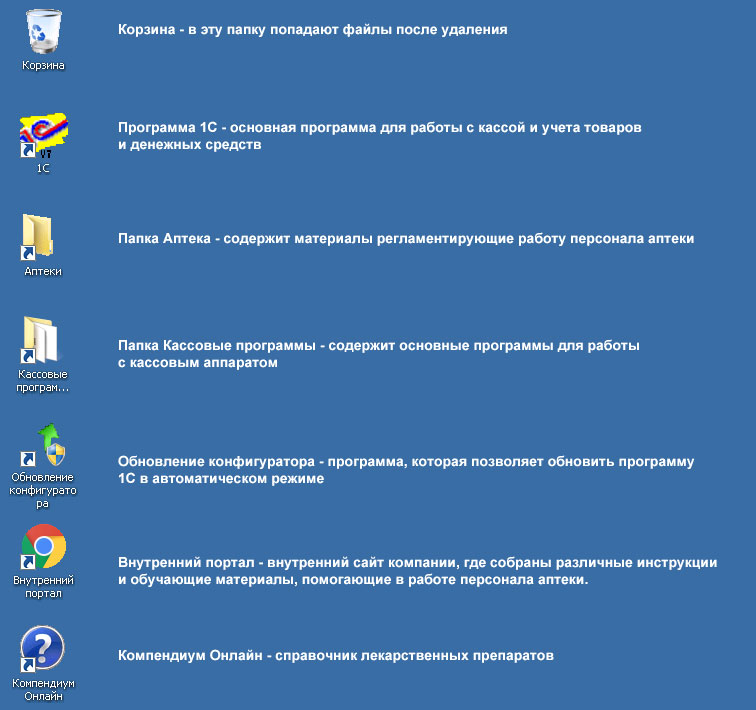 Корзина - в эту папку попадают файлы после удаления
Корзина
Программа 1С - основная программа для работы с кассой и учета товаров
и денежных средств
V7
1С
Папка Аптека - содержит материалы регламентирующие работу персонала аптеки
Аптеки
Папка Кассовые программы - содержит основные программы для работы
с кассовым аппаратом
Кассовые
програм...
Обновление конфигуратора - программа, которая позволяет обновить программу
1С в автоматическом режиме
Обновление
конфигурато
ра
Внутренний портал - внутренний сайт компании, где собраны различные инструкции
и обучающие материалы, помогающие в работе персонала аптеки.
Внутренний
портал
Компендиум Онлайн - справочник лекарственных препаратов
?
Компендиум
Онлайн